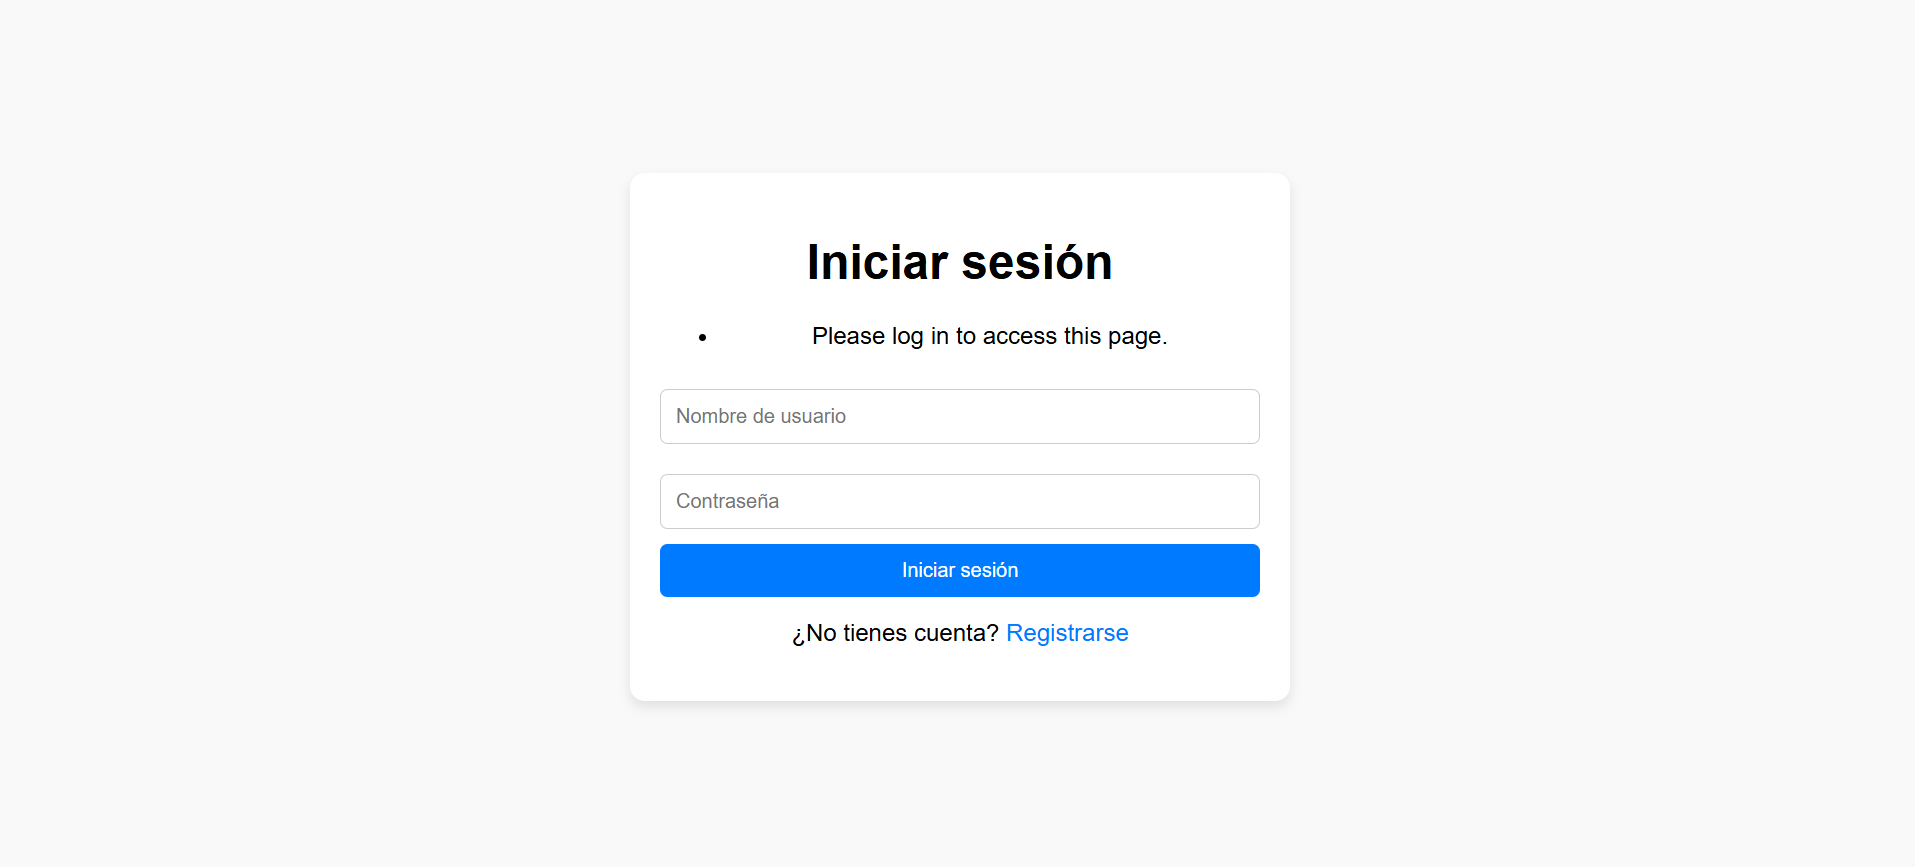 Iniciar sesión
Please log in to access this page.
Nombre de usuario
Contraseña
Iniciar sesión
¿No tienes cuenta? Registrarse